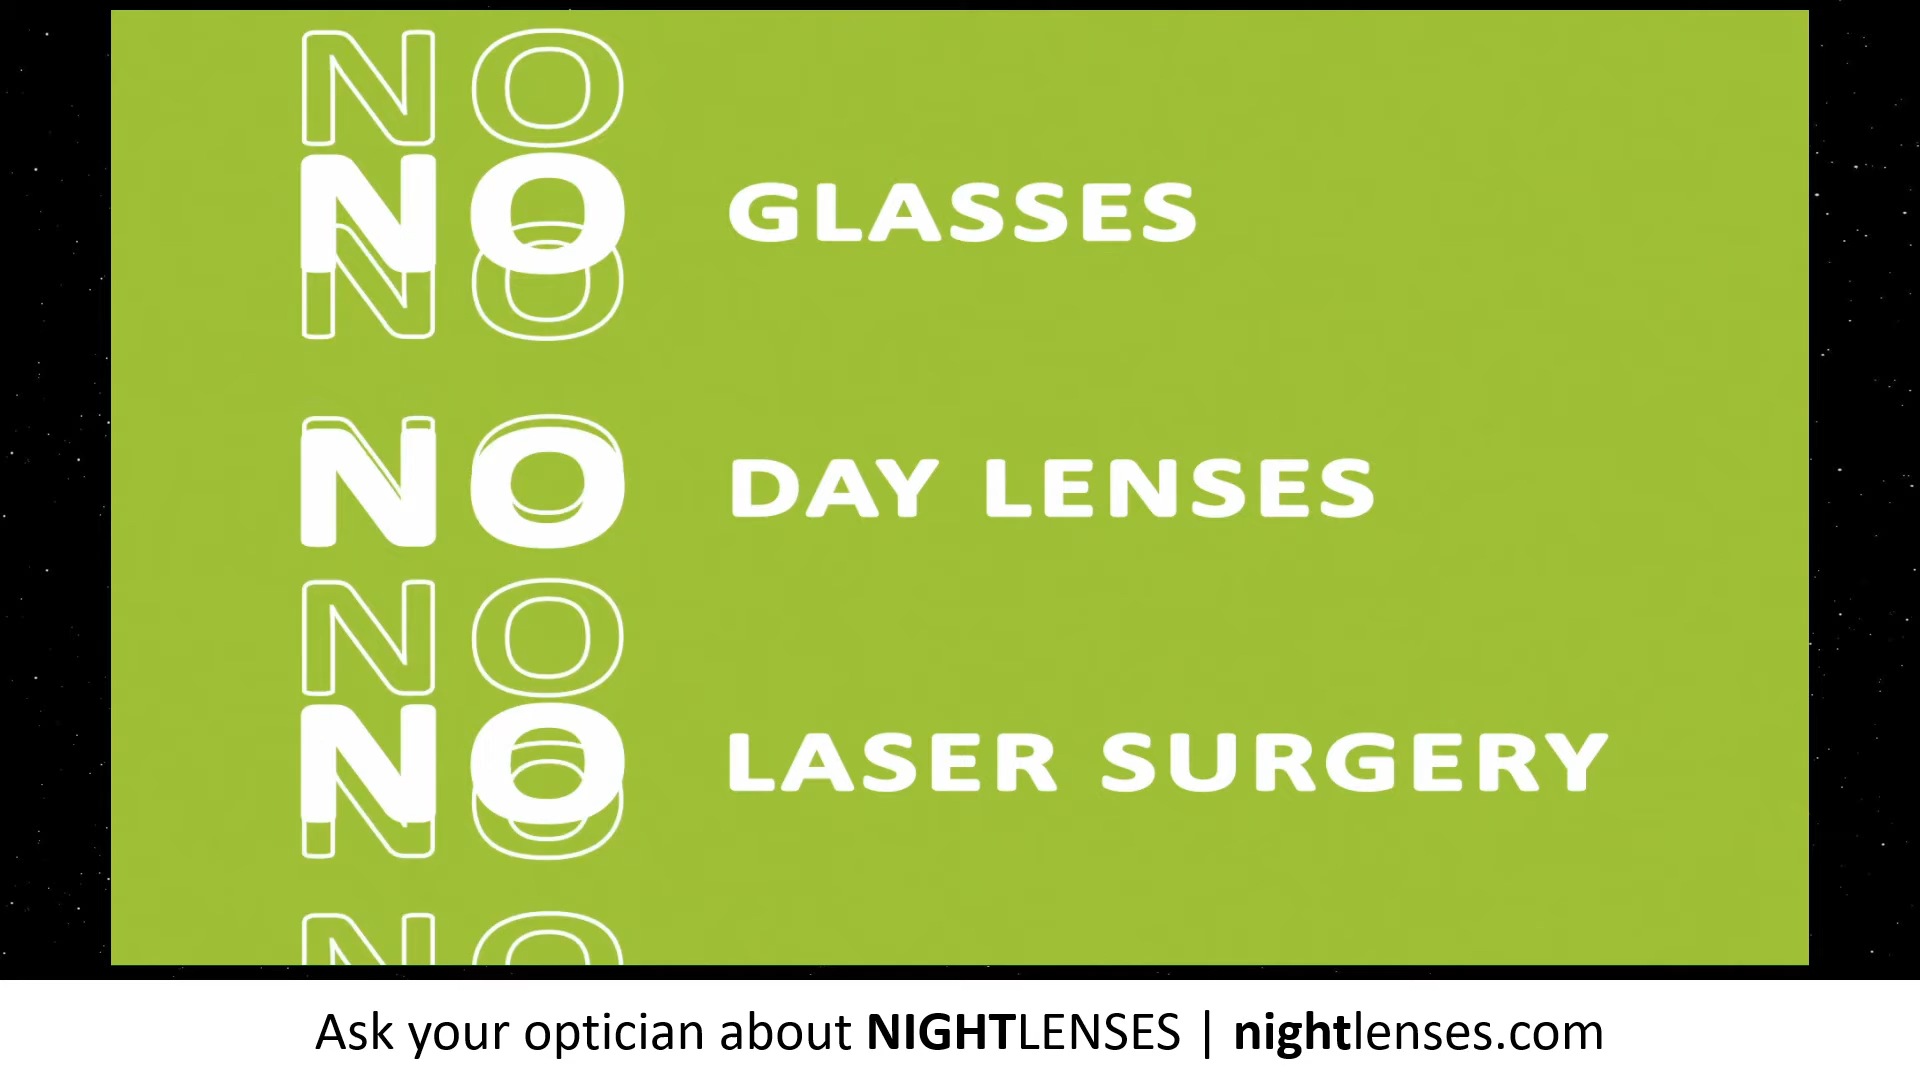 NO
NO GLASSES
NO
NO DAY LENSES
NO
NO LASER SURGERY
NO
NO
Ask your optician about NIGHTLENSES | nightlenses.com